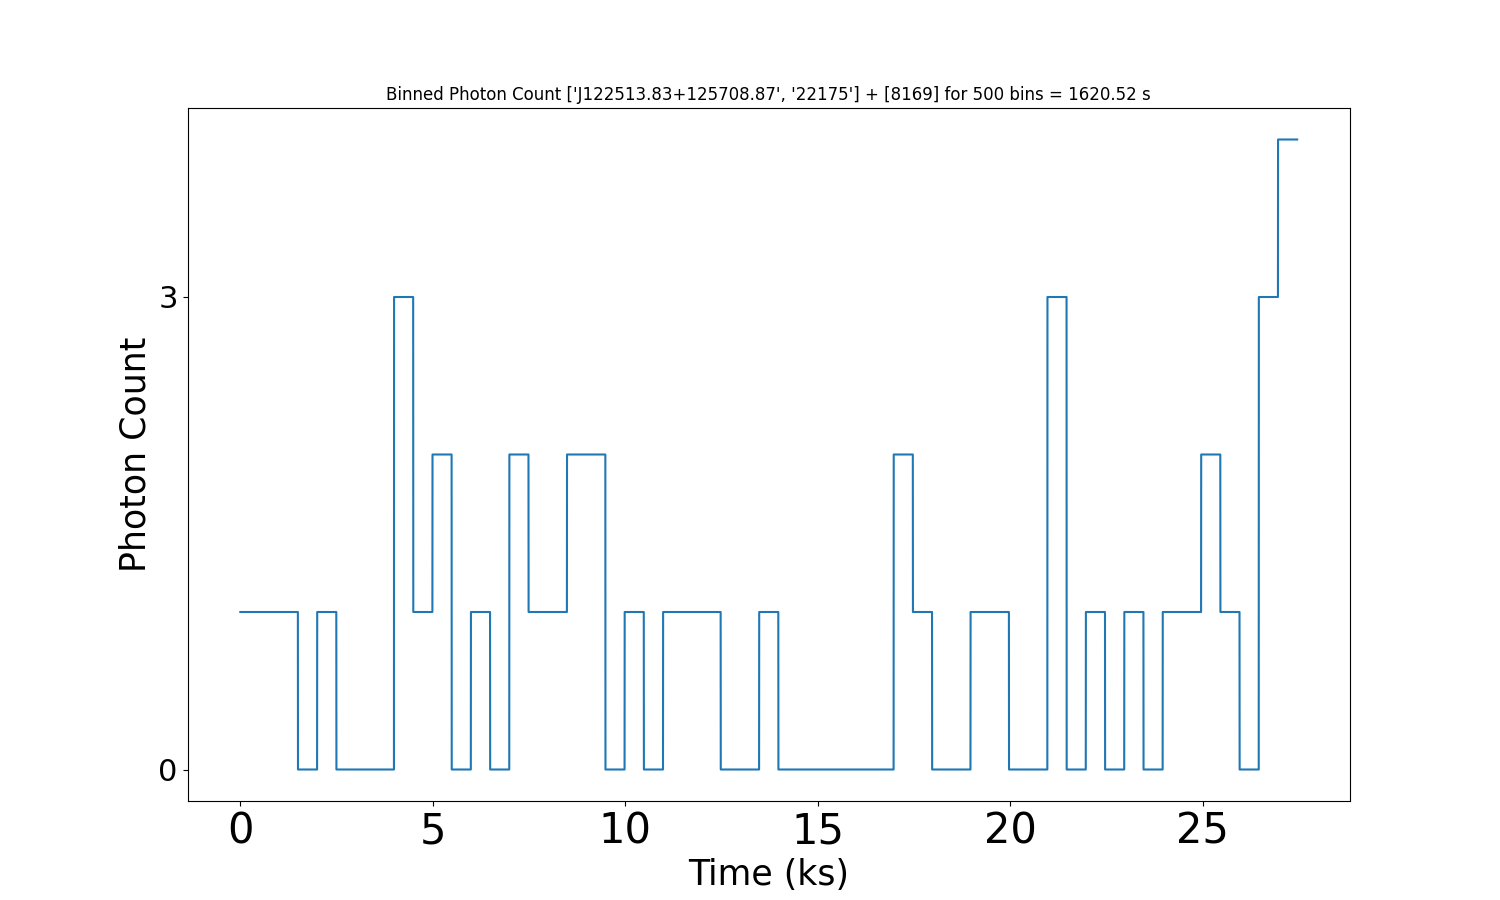 Binned Photon Count ['J122513.83+125708.87', '22175'] + [8169] for 500 bins = 1620.52 s
Photon Count
3
0
0 5 10 15 20 25
Time (ks)